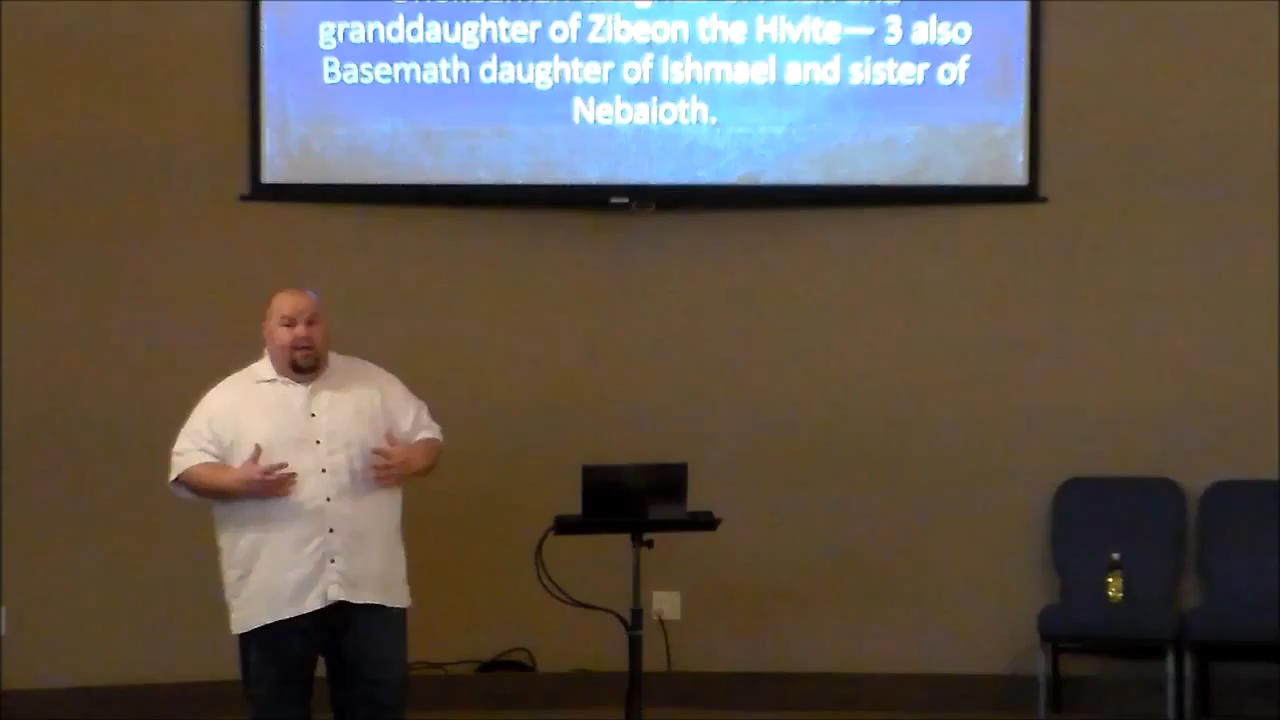 granddaughter of Zibeon the Hivite— 3 also
Basemath daughter of Ishmael and sister of
Nebaioth.